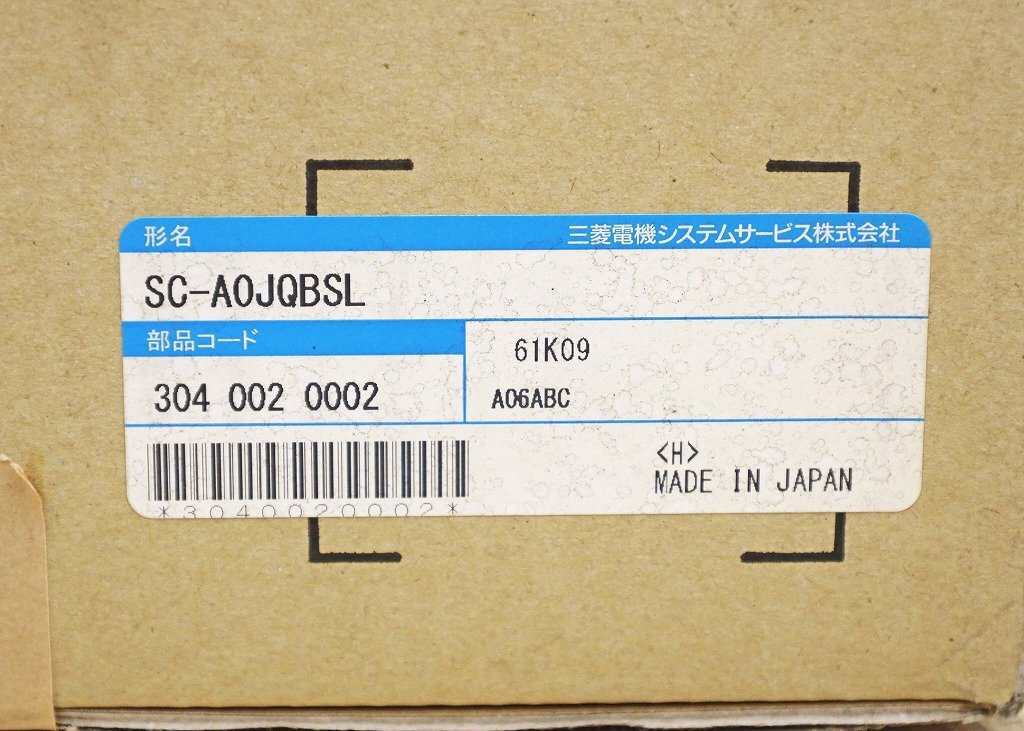 形名 三菱電機システムサービス株式会社
SC-A0JQBSL
部品コード
61K09
304 002 0002
A06ABC
<H>
MADE IN JAPAN
*3040020002*